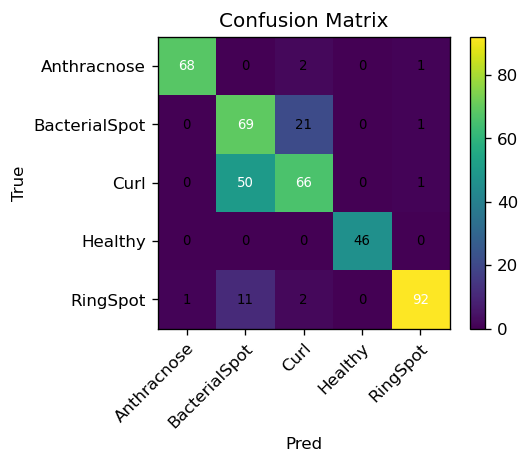 Confusion Matrix
Anthracnose 68 0 2 0 1
BacterialSpot 0 69 21 0 1
Curl 0 50 66 0 1
Healthy 0 0 0 46 0
RingSpot 1 11 2 0 92
Anthracnose BacterialSpot Curl Healthy RingSpot
True
Pred
80
60
40
20
0